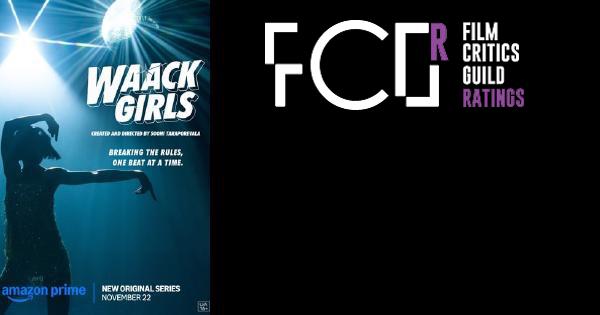 WAACK
GIRLS
CREATED AND DIRECTED BY SOONI TARAPOREVALA
BREAKING THE RULES,
ONE BEAT AT A TIME.
amazon prime
NEW ORIGINAL SERIES
NOVEMBER 22
FCG R
FILM
CRITICS
GUILD
RATINGS